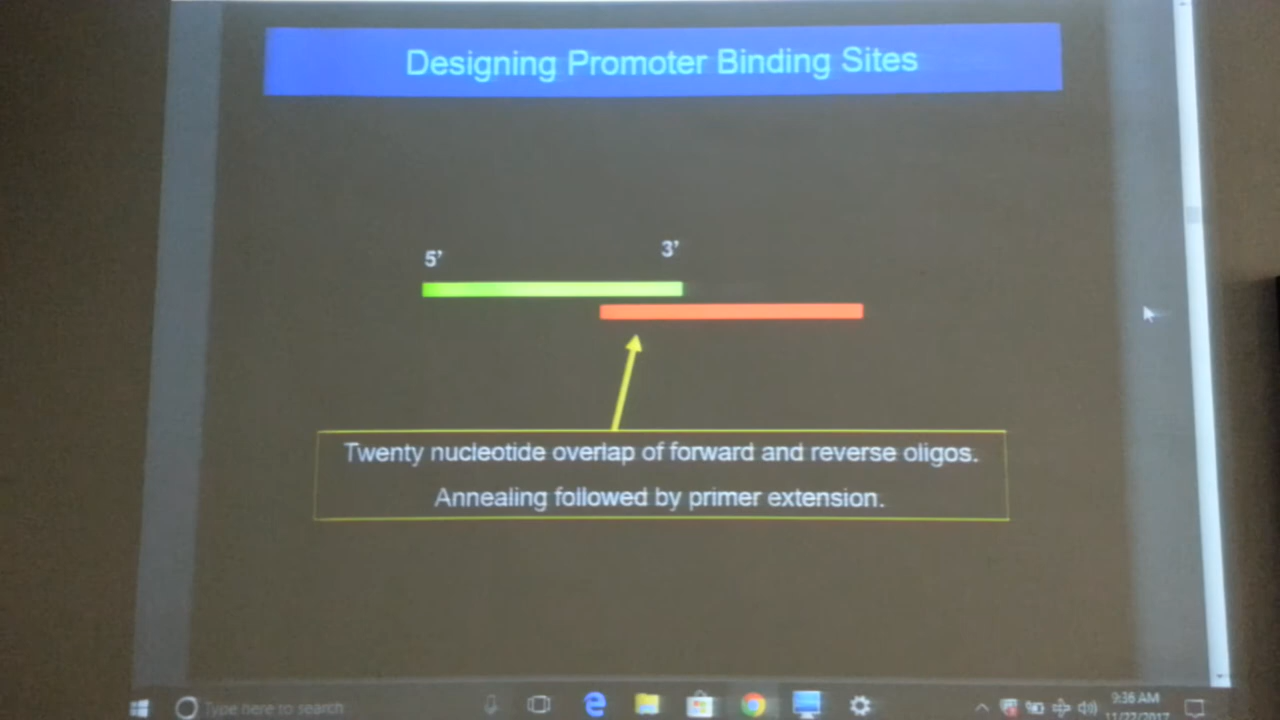 Designing Promoter Binding Sites
5’ 3’
Twenty nucleotide overlap of forward and reverse oligos.
Annealing followed by primer extension.
Type here to search
9:36 AM